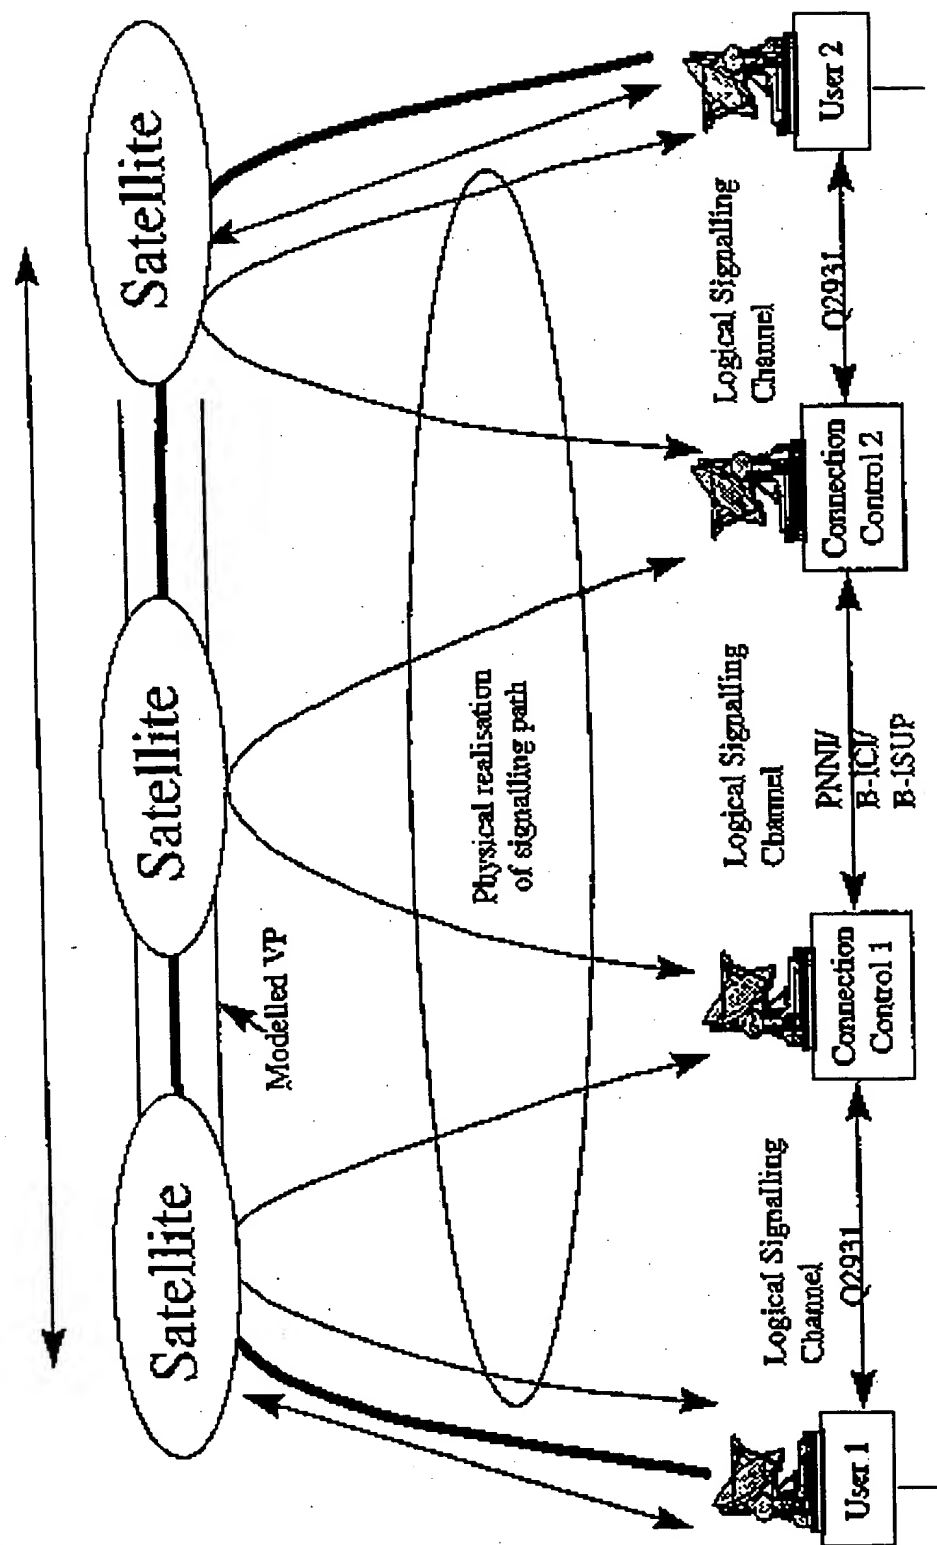 Satellite
Satellite
Satellite
Modelled VP
Physical realisation
of signalling path
Logical Signalling
Channel
Logical Signalling
Channel
Logical Signalling
Channel
Q2931
PNNI/
B-ICI/
B-ISUP
Q2931
User 1
Connection
Control 1
Connection
Control 2
User 2